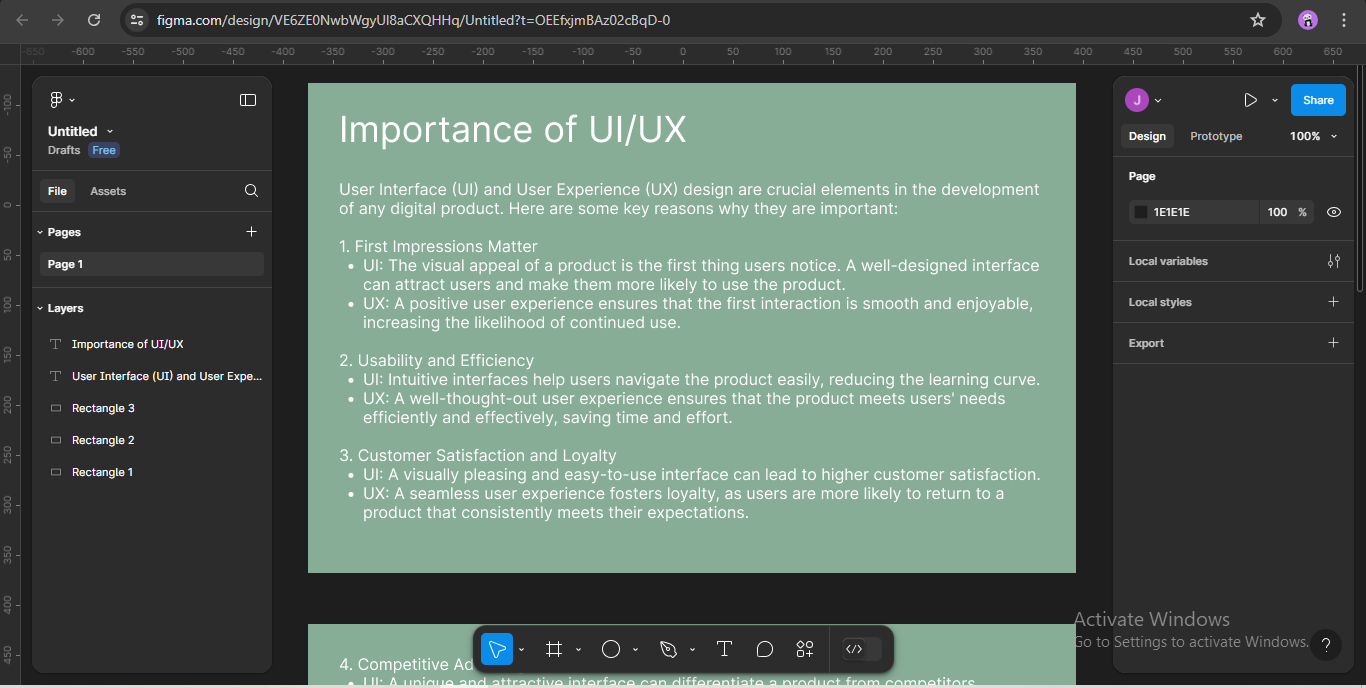 figma.com/design/VE6ZE0NwbWgyUl8aCXQHHq/Untitled?t=OEEfxjmBAz02cBqD-0
-650 -600 -550 -500 -450 -400 -350 -300 -250 -200 -150 -100 -50 0 50 100 150 200 250 300 350 400 450 500 550 600 650
-100
-50
0
50
100
150
200
250
300
350
400
450
Untitled
Drafts Free
File Assets
Pages
Page 1
Layers
Importance of UI/UX
User Interface (UI) and User Expe...
Rectangle 3
Rectangle 2
Rectangle 1
Importance of UI/UX
User Interface (UI) and User Experience (UX) design are crucial elements in the development
of any digital product. Here are some key reasons why they are important:
1. First Impressions Matter
• UI: The visual appeal of a product is the first thing users notice. A well-designed interface
can attract users and make them more likely to use the product.
• UX: A positive user experience ensures that the first interaction is smooth and enjoyable,
increasing the likelihood of continued use.
2. Usability and Efficiency
• UI: Intuitive interfaces help users navigate the product easily, reducing the learning curve.
• UX: A well-thought-out user experience ensures that the product meets users' needs
efficiently and effectively, saving time and effort.
3. Customer Satisfaction and Loyalty
• UI: A visually pleasing and easy-to-use interface can lead to higher customer satisfaction.
• UX: A seamless user experience fosters loyalty, as users are more likely to return to a
product that consistently meets their expectations.
4. Competitive Ad
• UI: A unique and attractive interface can differentiate a product from competitors
J
Share
Design Prototype 100%
Page
1E1E1E 100 %
Local variables
Local styles
Export
Activate Windows
Go to Settings to activate Windows.
?